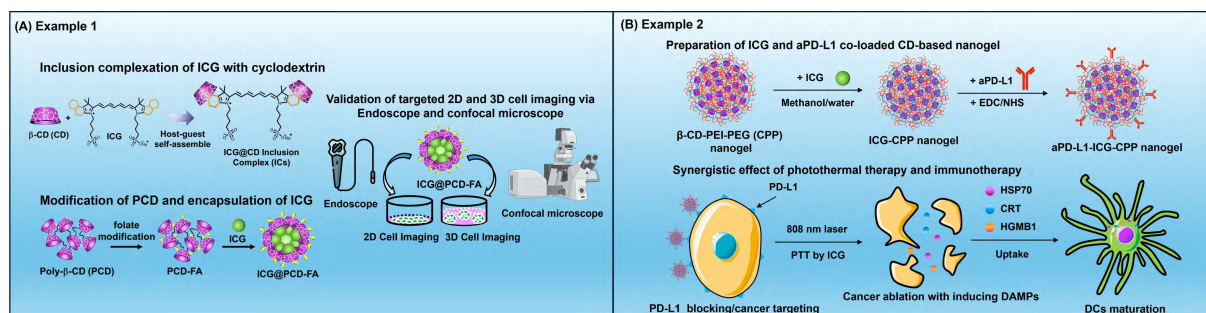 (A) Example 1
Inclusion complexation of ICG with cyclodextrin
β-CD (CD)
+
ICG
Host-guest
self-assemble
ICG@CD Inclusion
Complex (ICs)
Modification of PCD and encapsulation of ICG
Poly-β-CD (PCD)
folate
modification
PCD-FA
ICG
ICG@PCD-FA
Validation of targeted 2D and 3D cell imaging via
Endoscope and confocal microscope
Endoscope
ICG@PCD-FA
2D Cell Imaging
3D Cell Imaging
Confocal microscope
(B) Example 2
Preparation of ICG and aPD-L1 co-loaded CD-based nanogel
β-CD-PEI-PEG (CPP)
nanogel
+ ICG
Methanol/water
ICG-CPP
nanogel
+ aPD-L1
+ EDC/NHS
aPD-L1-ICG-CPP nanogel
Synergistic effect of photothermal therapy and immunotherapy
PD-L1
PD-L1 blocking/cancer targeting
808 nm laser
PTT by ICG
Cancer ablation with inducing DAMPs
HSP70
CRT
HGMB1
Uptake
DCs maturation